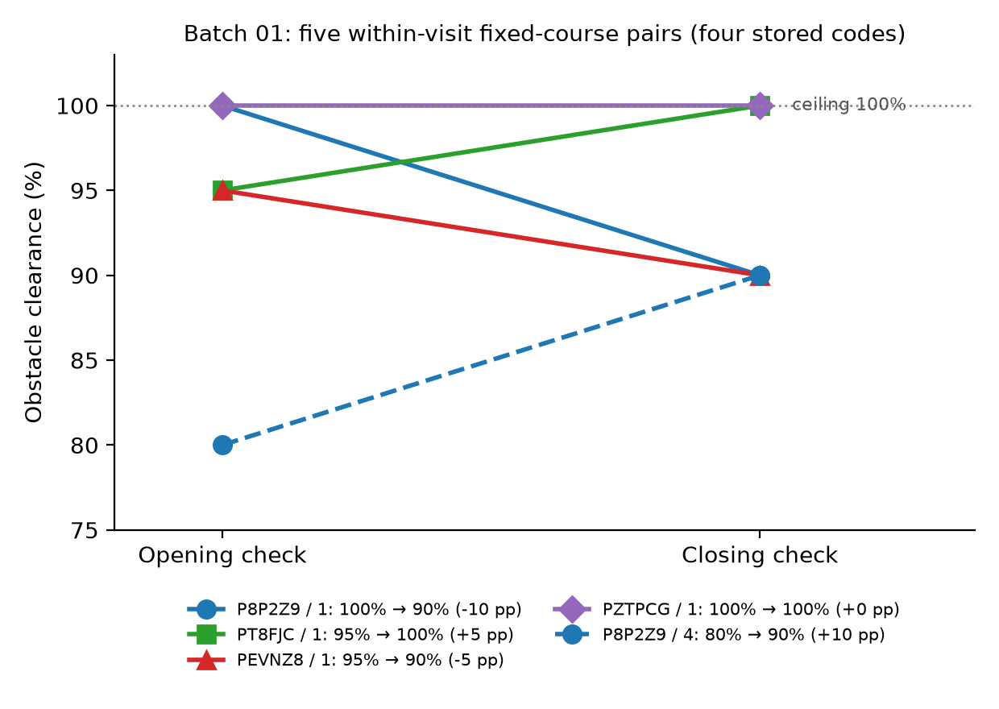 Batch 01: five within-visit fixed-course pairs (four stored codes)
Obstacle clearance (%)
100
95
90
85
80
75
ceiling 100%
Opening check
Closing check
P8P2Z9 / 1: 100% → 90% (-10 pp)
PT8FJC / 1: 95% → 100% (+5 pp)
PEVNZ8 / 1: 95% → 90% (-5 pp)
PZTPCG / 1: 100% → 100% (+0 pp)
P8P2Z9 / 4: 80% → 90% (+10 pp)